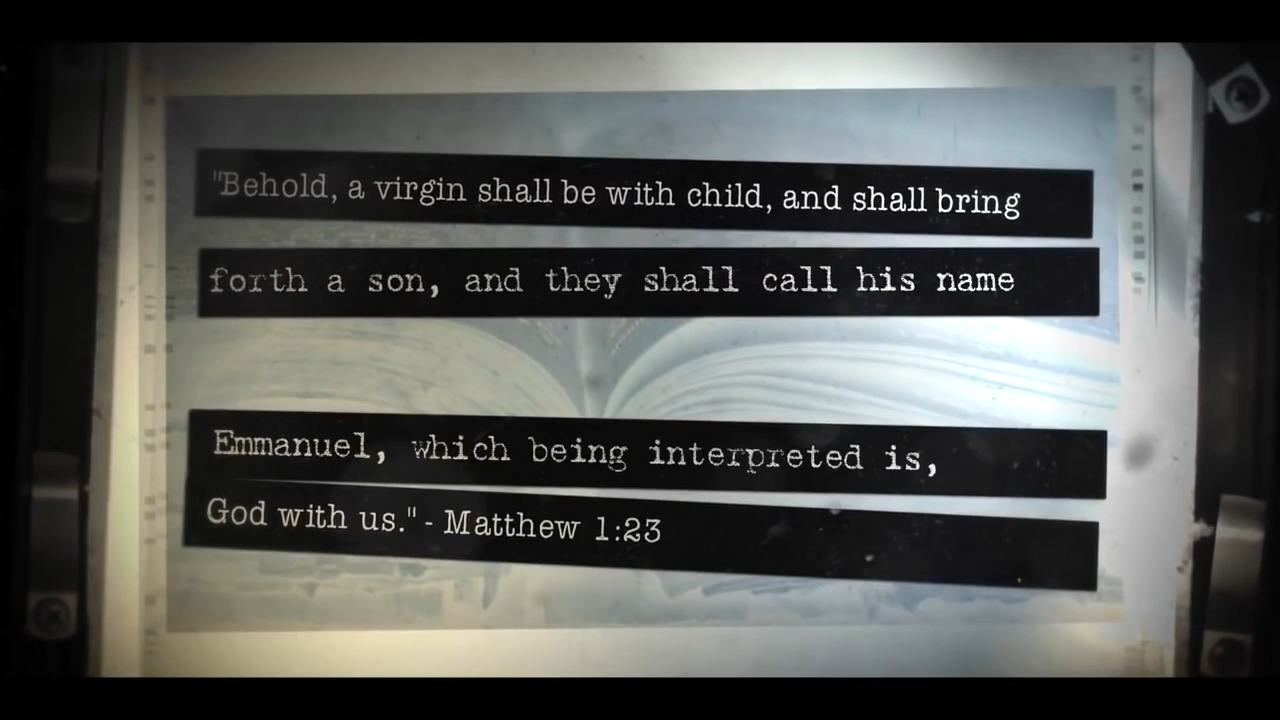 "Behold, a virgin shall be with child, and shall bring
forth a son, and they shall call his name
Emmanuel, which being interpreted is,
God with us." - Matthew 1:23